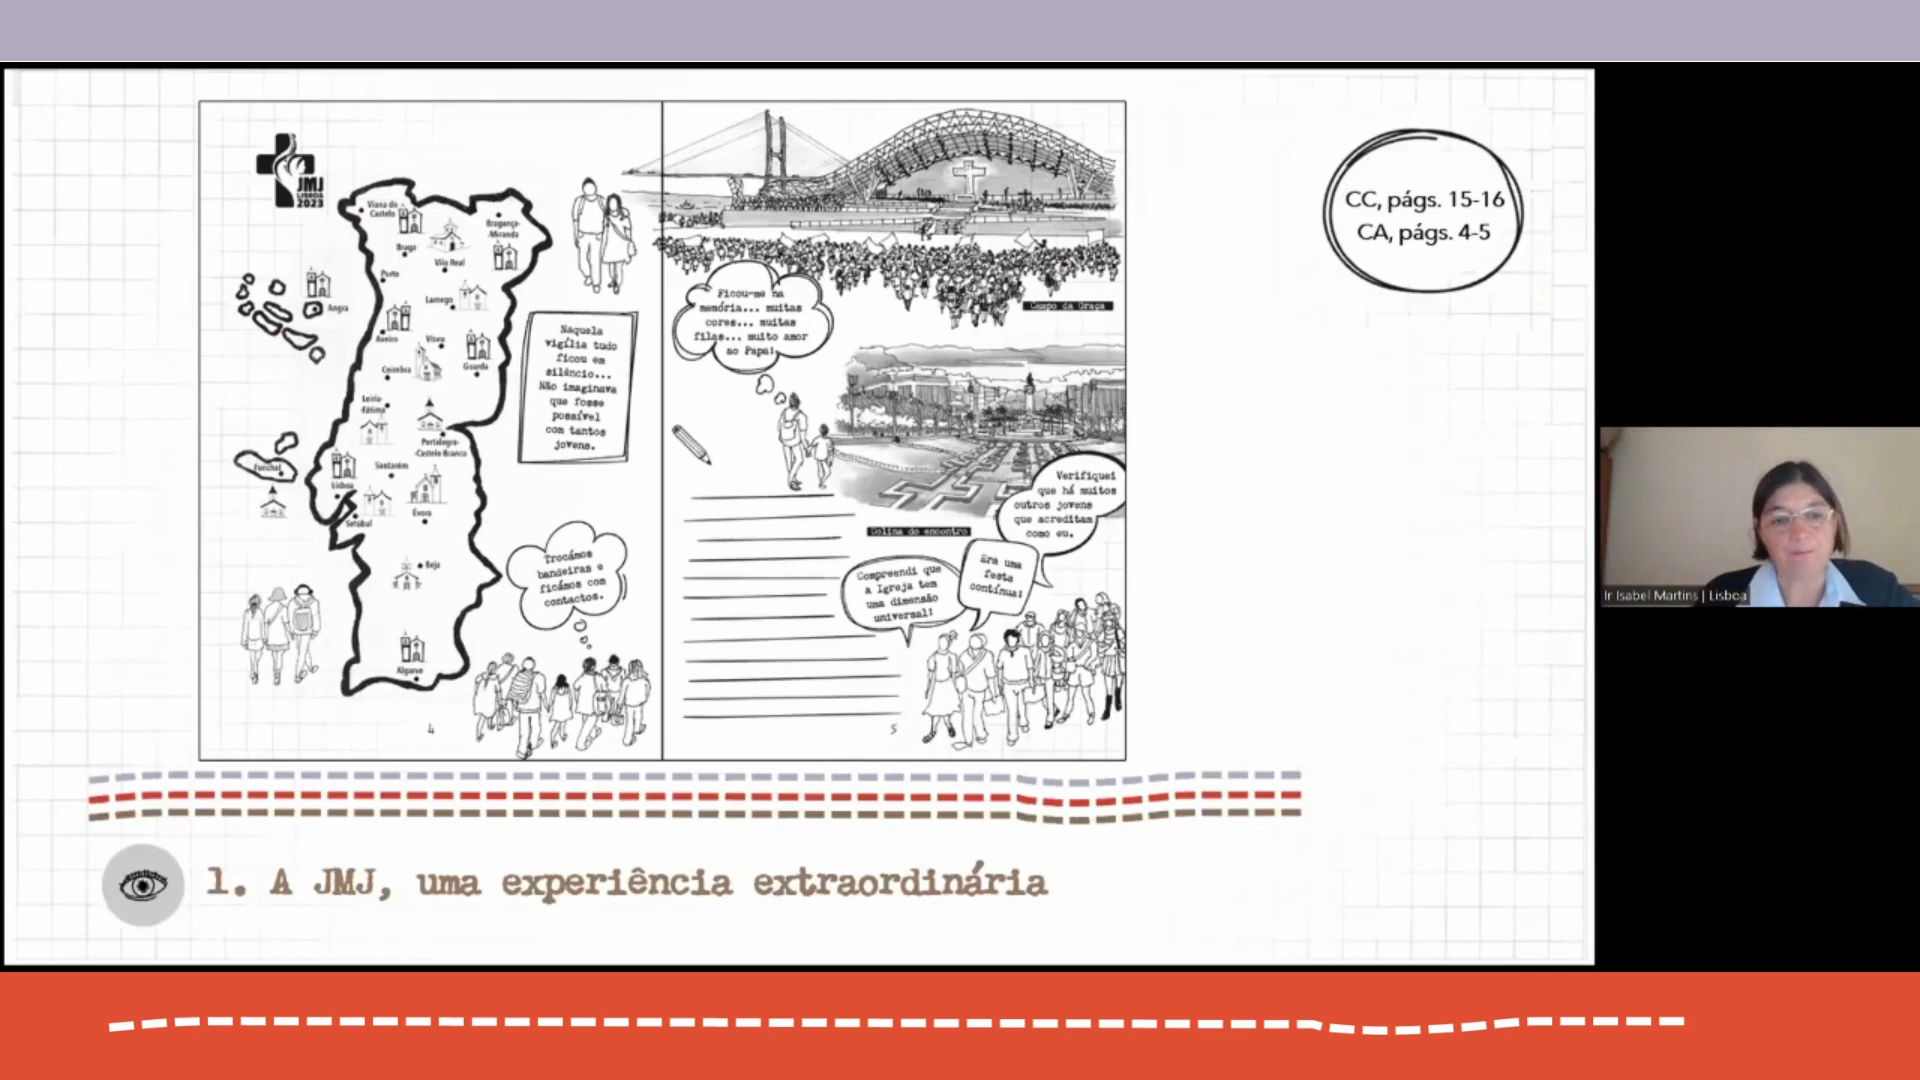 JMJ
LISBOA
2023
Viana do
Castelo
Bragança-
Miranda
Braga
Vila Real
Porto
Lamego
Angra
Aveiro
Viseu
Coimbra
Guarda
Leiria-
-Fátima
Portalegre-
-Castelo Branco
Santarém
Funchal
Lisboa
Setúbal
Évora
Beja
Algarve
Naquela
vigília tudo
ficou em
silêncio...
Não imaginava
que fosse
possível
com tantos
jovens.
Trocámos
bandeiras e
ficámos com
contactos.
4
Ficou-me na
memória... muitas
cores... muitas
filas... muito amor
ao Papa!
Campo da Graça
Verifiquei
que há muitos
outros jovens
que acreditam
como eu.
Colina do encontro
Era uma
festa
contínua!
Compreendi que
a Igreja tem
uma dimensão
universal!
5
CC, págs. 15-16
CA, págs. 4-5
Ir Isabel Martins | Lisboa
1. A JMJ, uma experiência extraordinária